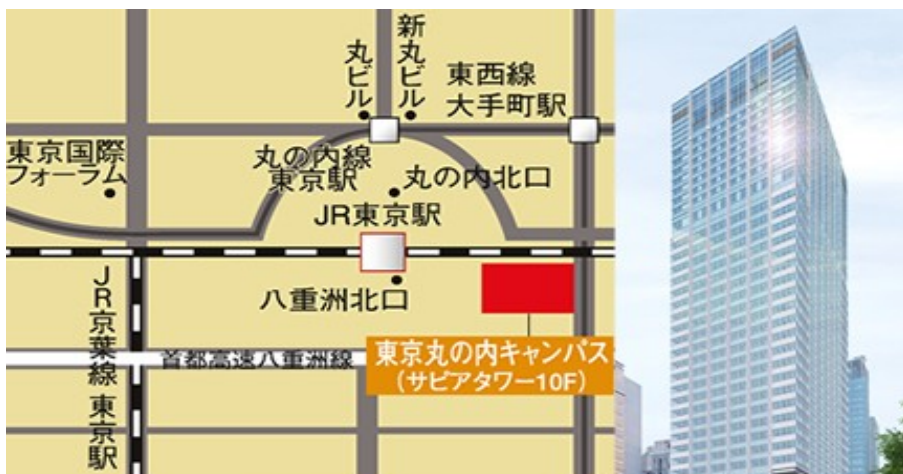 丸ビル
新丸ビル
東西線
大手町駅
東京国際
フォーラム
丸の内線
東京駅
丸の内北口
JR東京駅
八重洲北口
JR京葉線 東京駅
首都高速八重洲線
東京丸の内キャンパス
（サピアタワー10F）